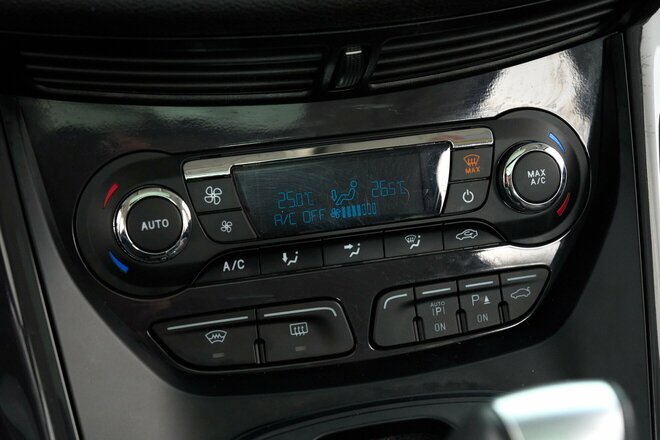 MAX
25.0°C 26.5°C
A/C OFF
AUTO
MAX
A/C
A/C
AUTO
P
ON
P
ON